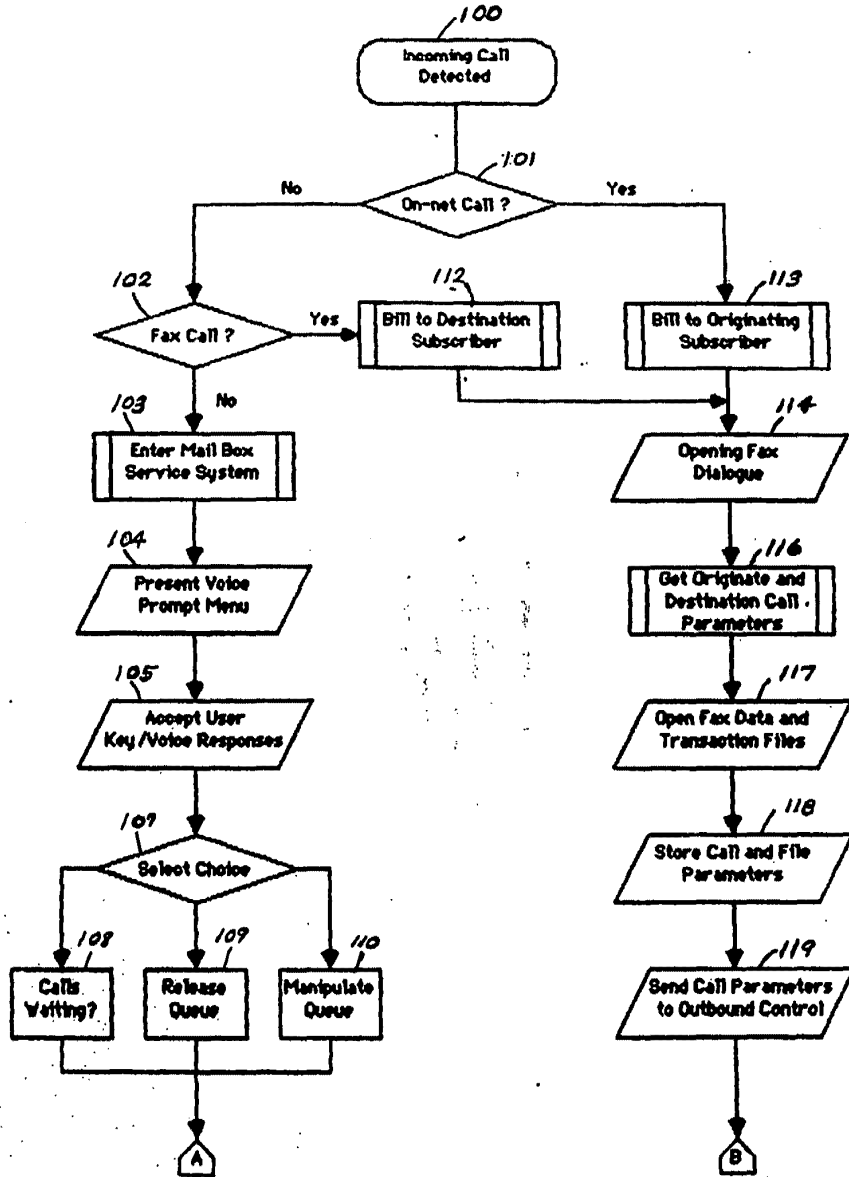 100
Incoming Call
Detected
101
No
On-net Call ?
Yes
102
Fax Call ?
Yes
112
Bill to Destination
Subscriber
113
Bill to Originating
Subscriber
No
103
Enter Mail Box
Service System
114
Opening Fax
Dialogue
104
Present Voice
Prompt Menu
116
Get Originate and
Destination Call
Parameters
105
Accept User
Key/Voice Responses
117
Open Fax Data and
Transaction Files
107
Select Choice
118
Store Call and File
Parameters
108
Calls
Waiting?
109
Release
Queue
110
Manipulate
Queue
119
Send Call Parameters
to Outbound Control
A
B